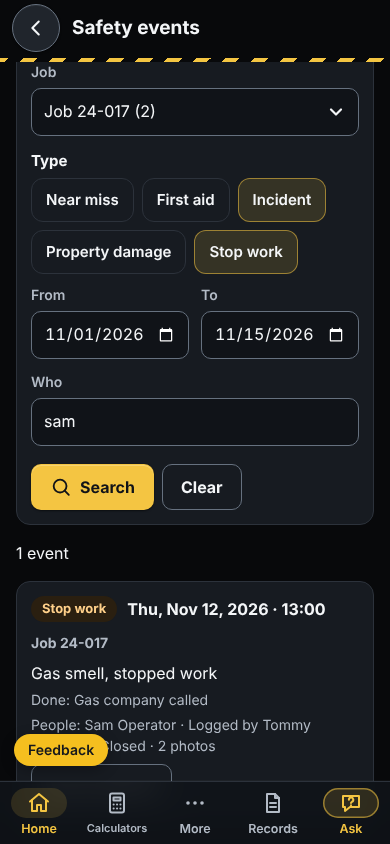 Safety events
Job
Job 24-017 (2)
Type
Near miss First aid Incident
Property damage Stop work
From To
11/01/2026 11/15/2026
Who
sam
Search Clear
1 event
Stop work Thu, Nov 12, 2026 · 13:00
Job 24-017
Gas smell, stopped work
Done: Gas company called
People: Sam Operator · Logged by Tommy
Closed · 2 photos
Feedback
Home Calculators More Records Ask